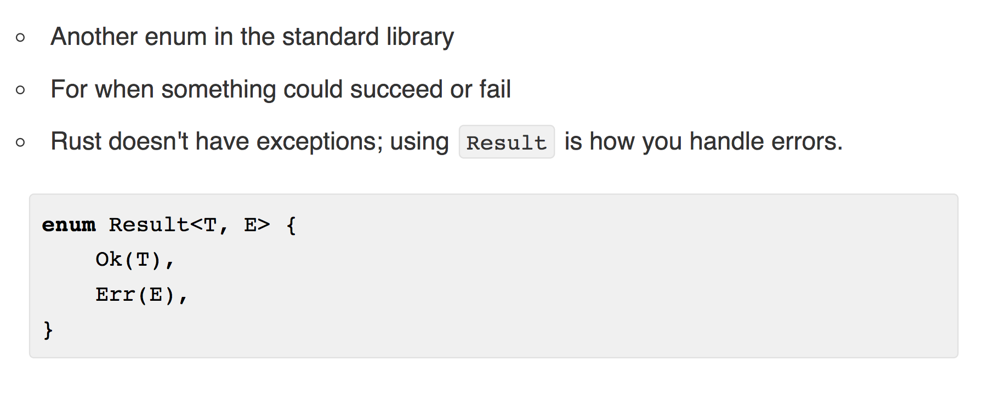 Another enum in the standard library
For when something could succeed or fail
Rust doesn't have exceptions; using Result is how you handle errors.
enum Result<T, E> {
    Ok(T),
    Err(E),
}